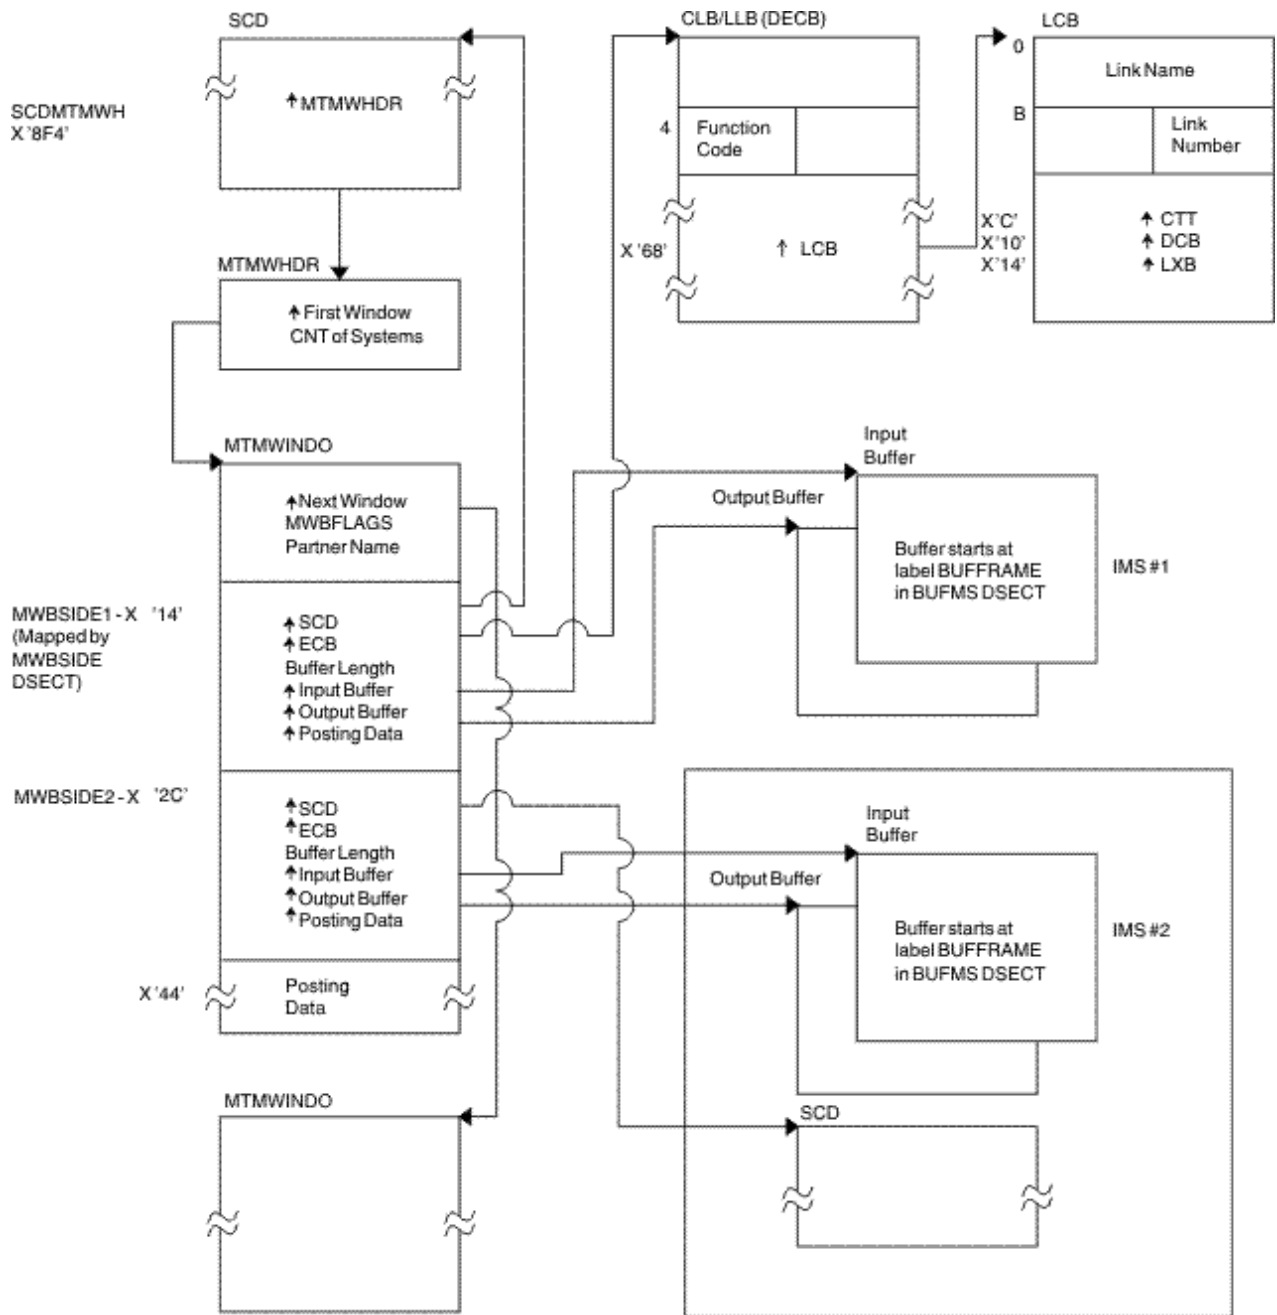 SCD
CLB/LLB (DECB)
LCB
SCDMTMWH
X '8F4'
↑ MTMWHDR
4
Function
Code
X '68'
↑ LCB
0
Link Name
B
Link
Number
X'C'
X'10'
X'14'
↑ CTT
↑ DCB
↑ LXB
MTMWHDR
↑ First Window
CNT of Systems
MTMWINDO
↑ Next Window
MWBFLAGS
Partner Name
MWBSIDE1 - X '14'
(Mapped by
MWBSIDE
DSECT)
↑ SCD
↑ ECB
Buffer Length
↑ Input Buffer
↑ Output Buffer
↑ Posting Data
Input
Buffer
Output Buffer
Buffer starts at
label BUFFRAME
in BUFMS DSECT
IMS #1
MWBSIDE2 - X '2C'
↑ SCD
↑ ECB
Buffer Length
↑ Input Buffer
↑ Output Buffer
↑ Posting Data
Input
Buffer
Output Buffer
Buffer starts at
label BUFFRAME
in BUFMS DSECT
IMS #2
X '44'
Posting
Data
MTMWINDO
SCD